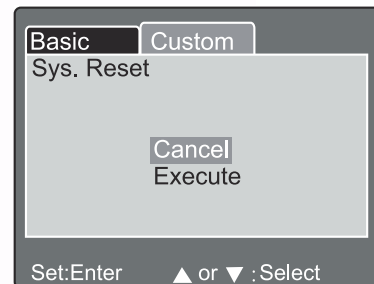 Basic Custom
Sys. Reset
Cancel
Execute
Set:Enter ▲ or ▼ :Select